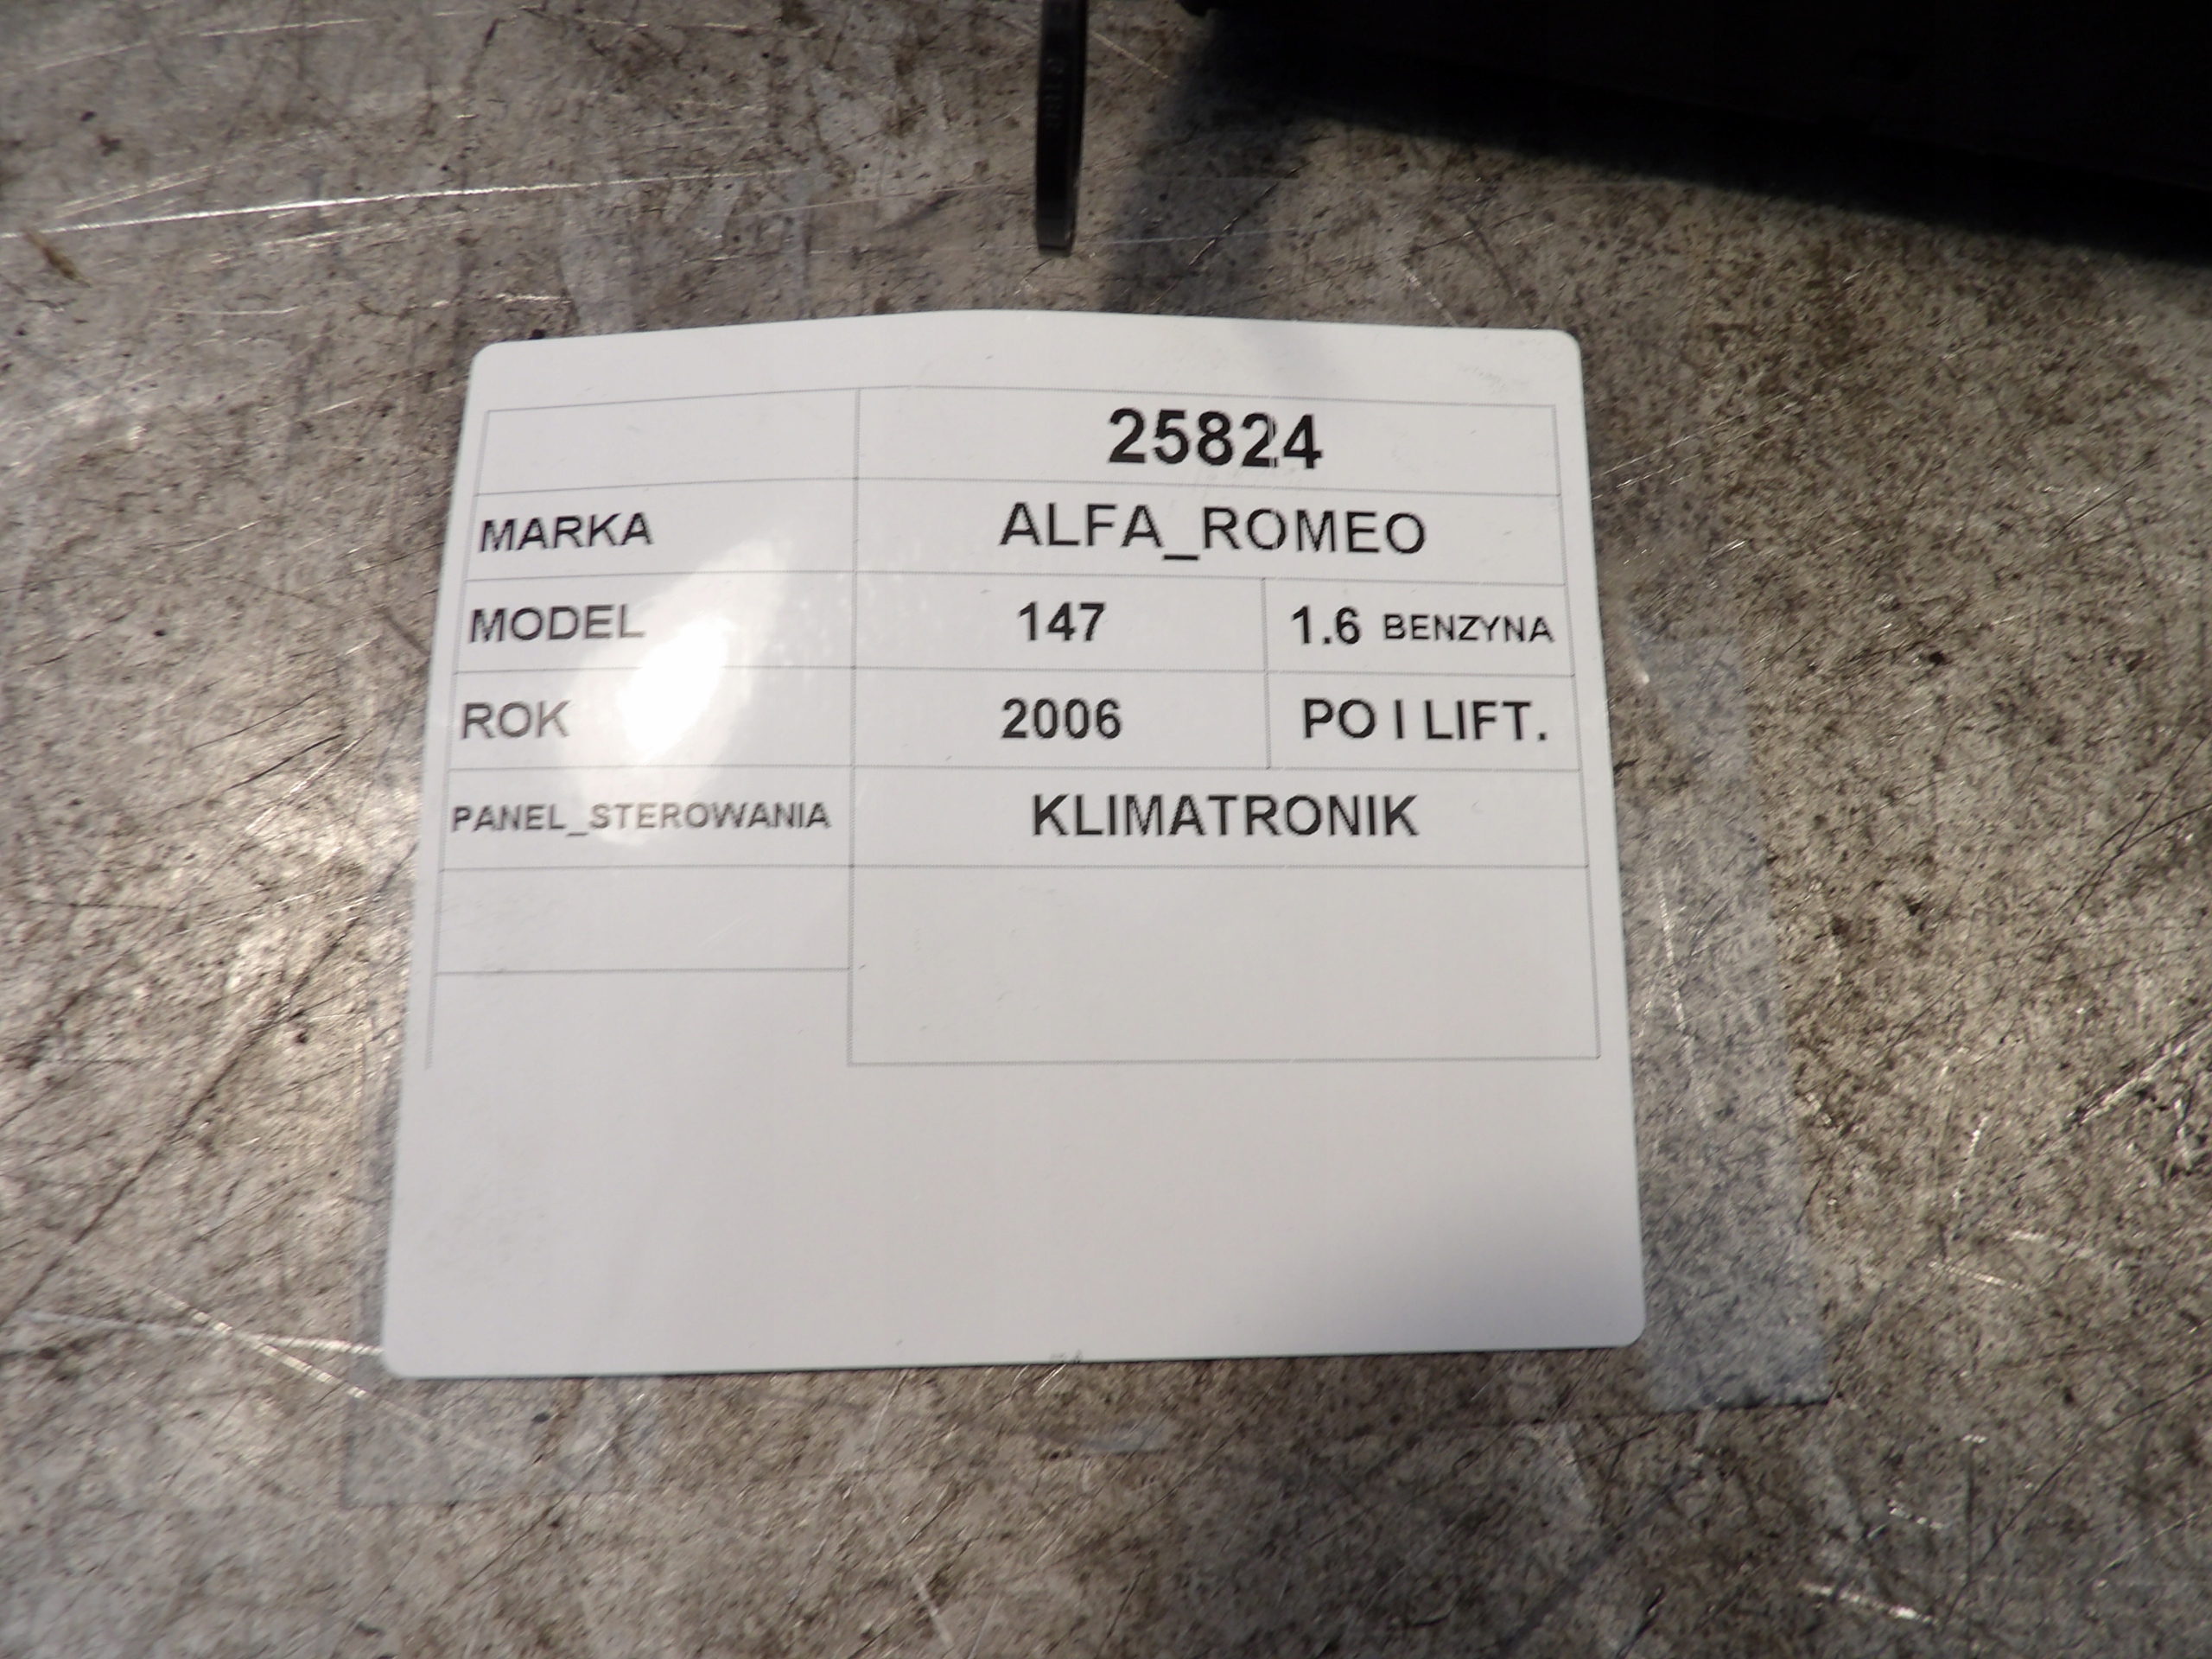 25824
MARKA ALFA_ROMEO
MODEL 147 1.6 BENZYNA
ROK 2006 PO I LIFT.
PANEL_STEROWANIA KLIMATRONIK